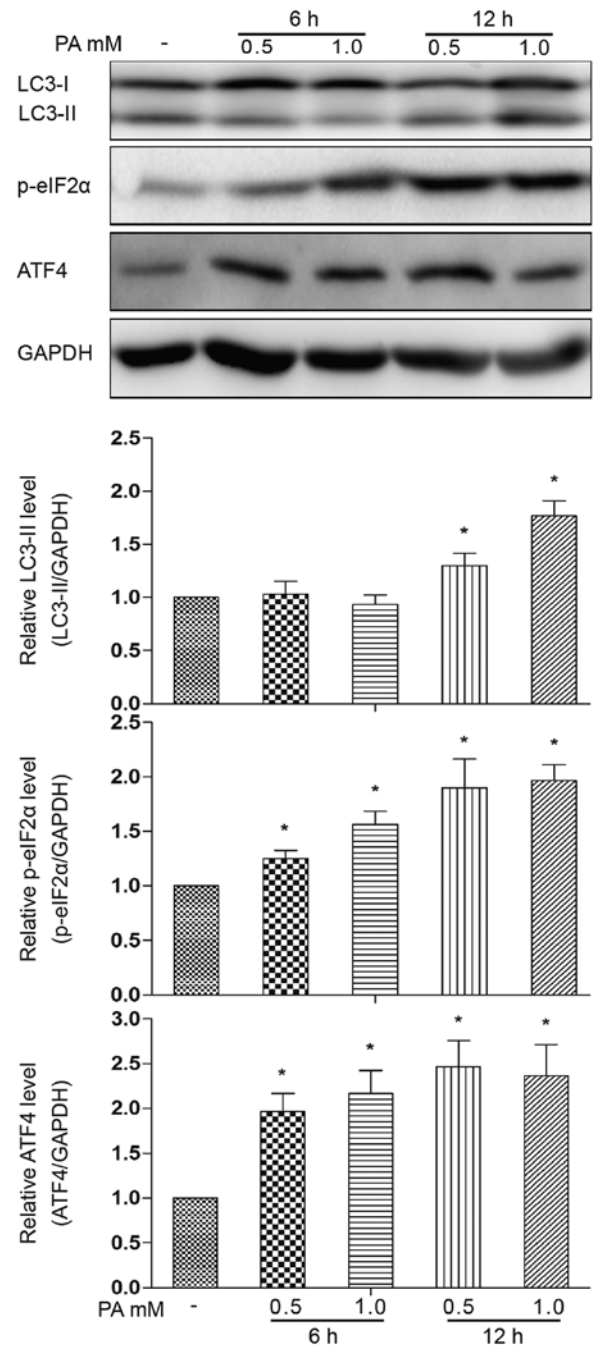 6 h 12 h
PA mM - 0.5 1.0 0.5 1.0
LC3-I
LC3-II
p-eIF2α
ATF4
GAPDH
Relative LC3-II level
(LC3-II/GAPDH)
2.5
2.0
1.5
1.0
0.5
0.0
* *
Relative p-eIF2α level
(p-eIF2α/GAPDH)
2.5
2.0
1.5
1.0
0.5
0.0
* * * *
Relative ATF4 level
(ATF4/GAPDH)
3.0
2.5
2.0
1.5
1.0
0.5
0.0
* * * *
PA mM - 0.5 1.0 0.5 1.0
6 h 12 h